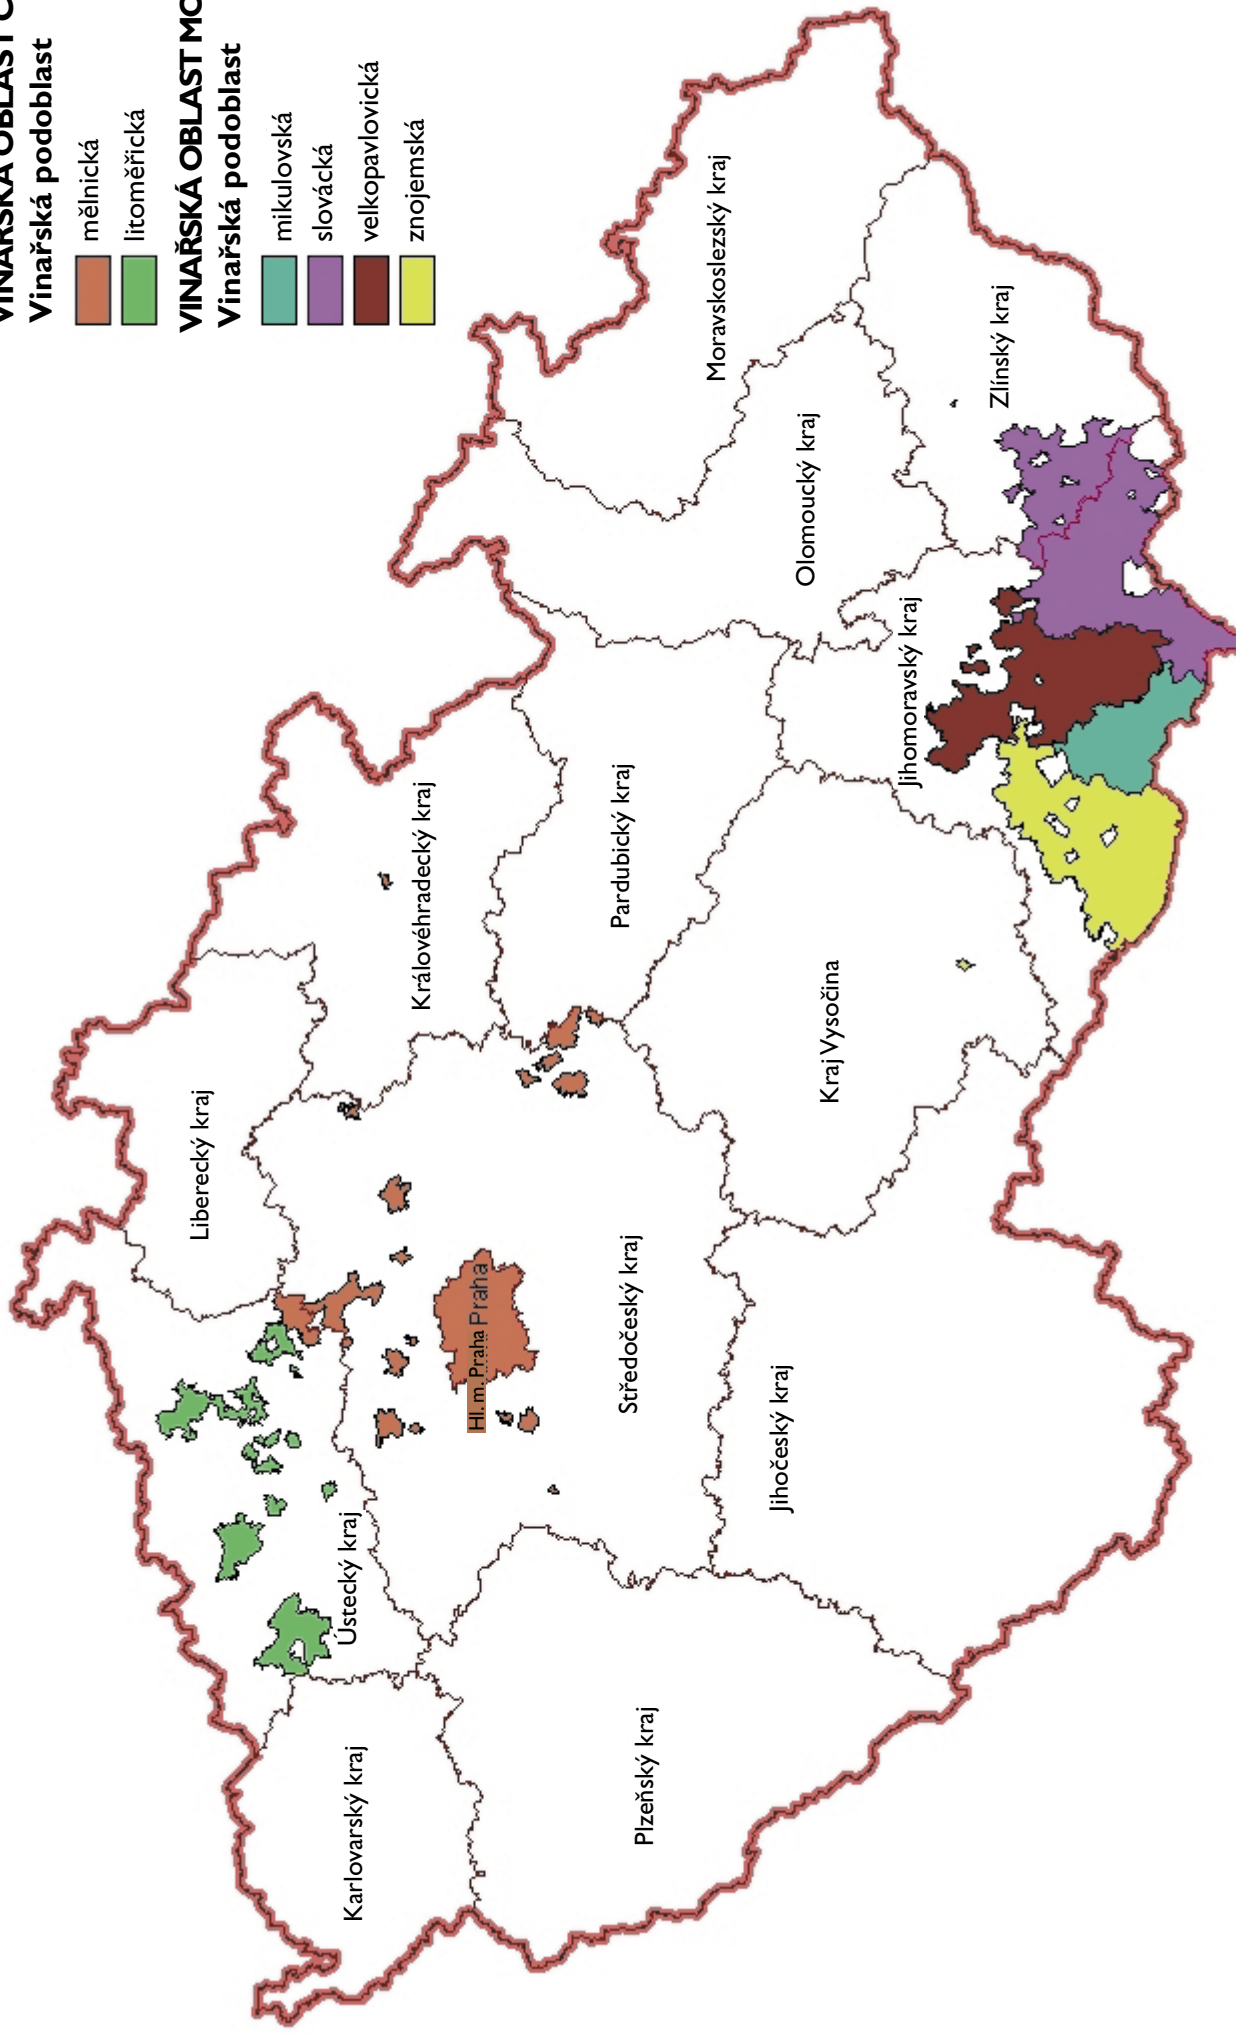 VINAŘSKÁ OBLAST
Vinařská podoblast
mělnická
litoměřická
VINAŘSKÁ OBLAST
Vinařská podoblast
mikulovská
slovácká
velkopavlovická
znojemská
Liberecký kraj
Ústecký kraj
Karlovarský kraj
Královéhradecký kraj
Hl. m. Praha
Praha
Středočeský kraj
Plzeňský kraj
Pardubický kraj
Moravskoslezský kraj
Olomoucký kraj
Jihočeský kraj
Kraj Vysočina
Jihomoravský kraj
Zlínský kraj